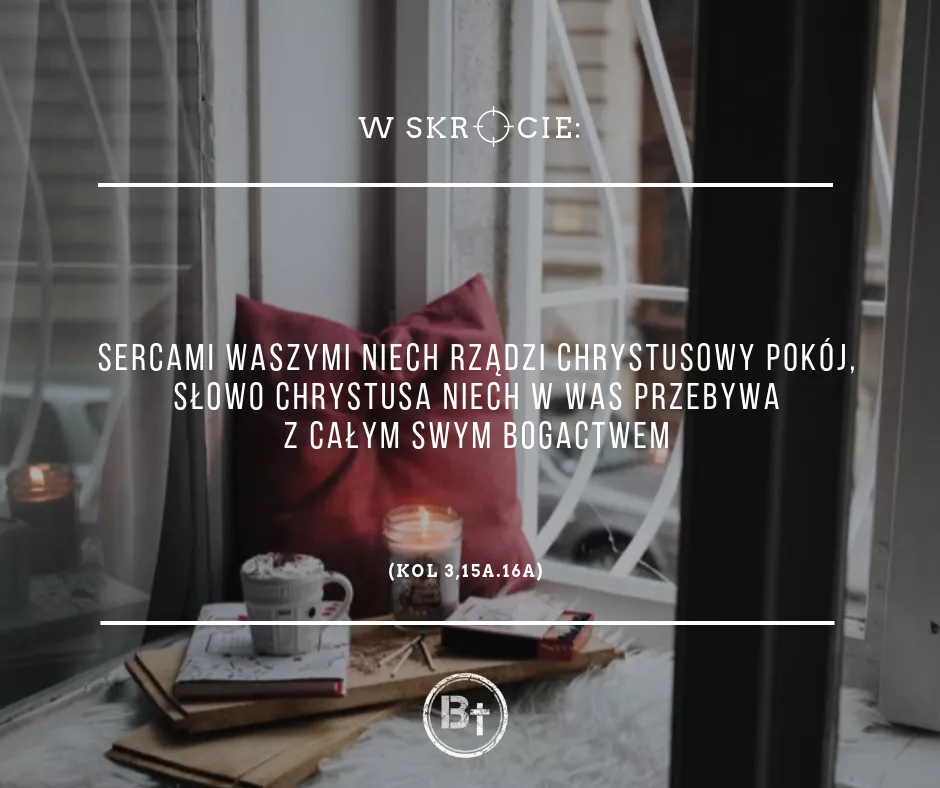 W SKRÓCIE:
SERCAMI WASZYMI NIECH RZĄDZI CHRYSTUSOWY POKÓJ,
SŁOWO CHRYSTUSA NIECH W WAS PRZEBYWA
Z CAŁYM SWYM BOGACTWEM
(KOL 3,15A.16A)
Bt